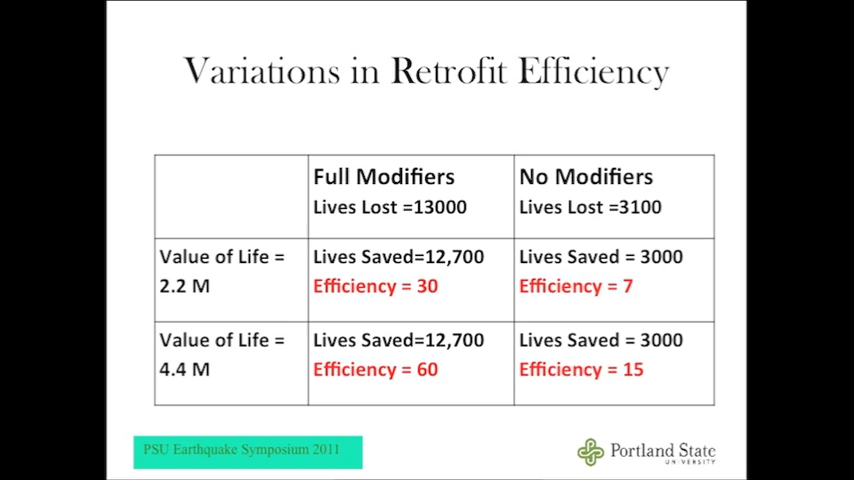 Variations in Retrofit Efficiency
Full Modifiers
Lives Lost =13000
No Modifiers
Lives Lost =3100
Value of Life =
2.2 M
Lives Saved=12,700
Efficiency = 30
Lives Saved = 3000
Efficiency = 7
Value of Life =
4.4 M
Lives Saved=12,700
Efficiency = 60
Lives Saved = 3000
Efficiency = 15
PSU Earthquake Symposium 2011
Portland State
UNIVERSITY